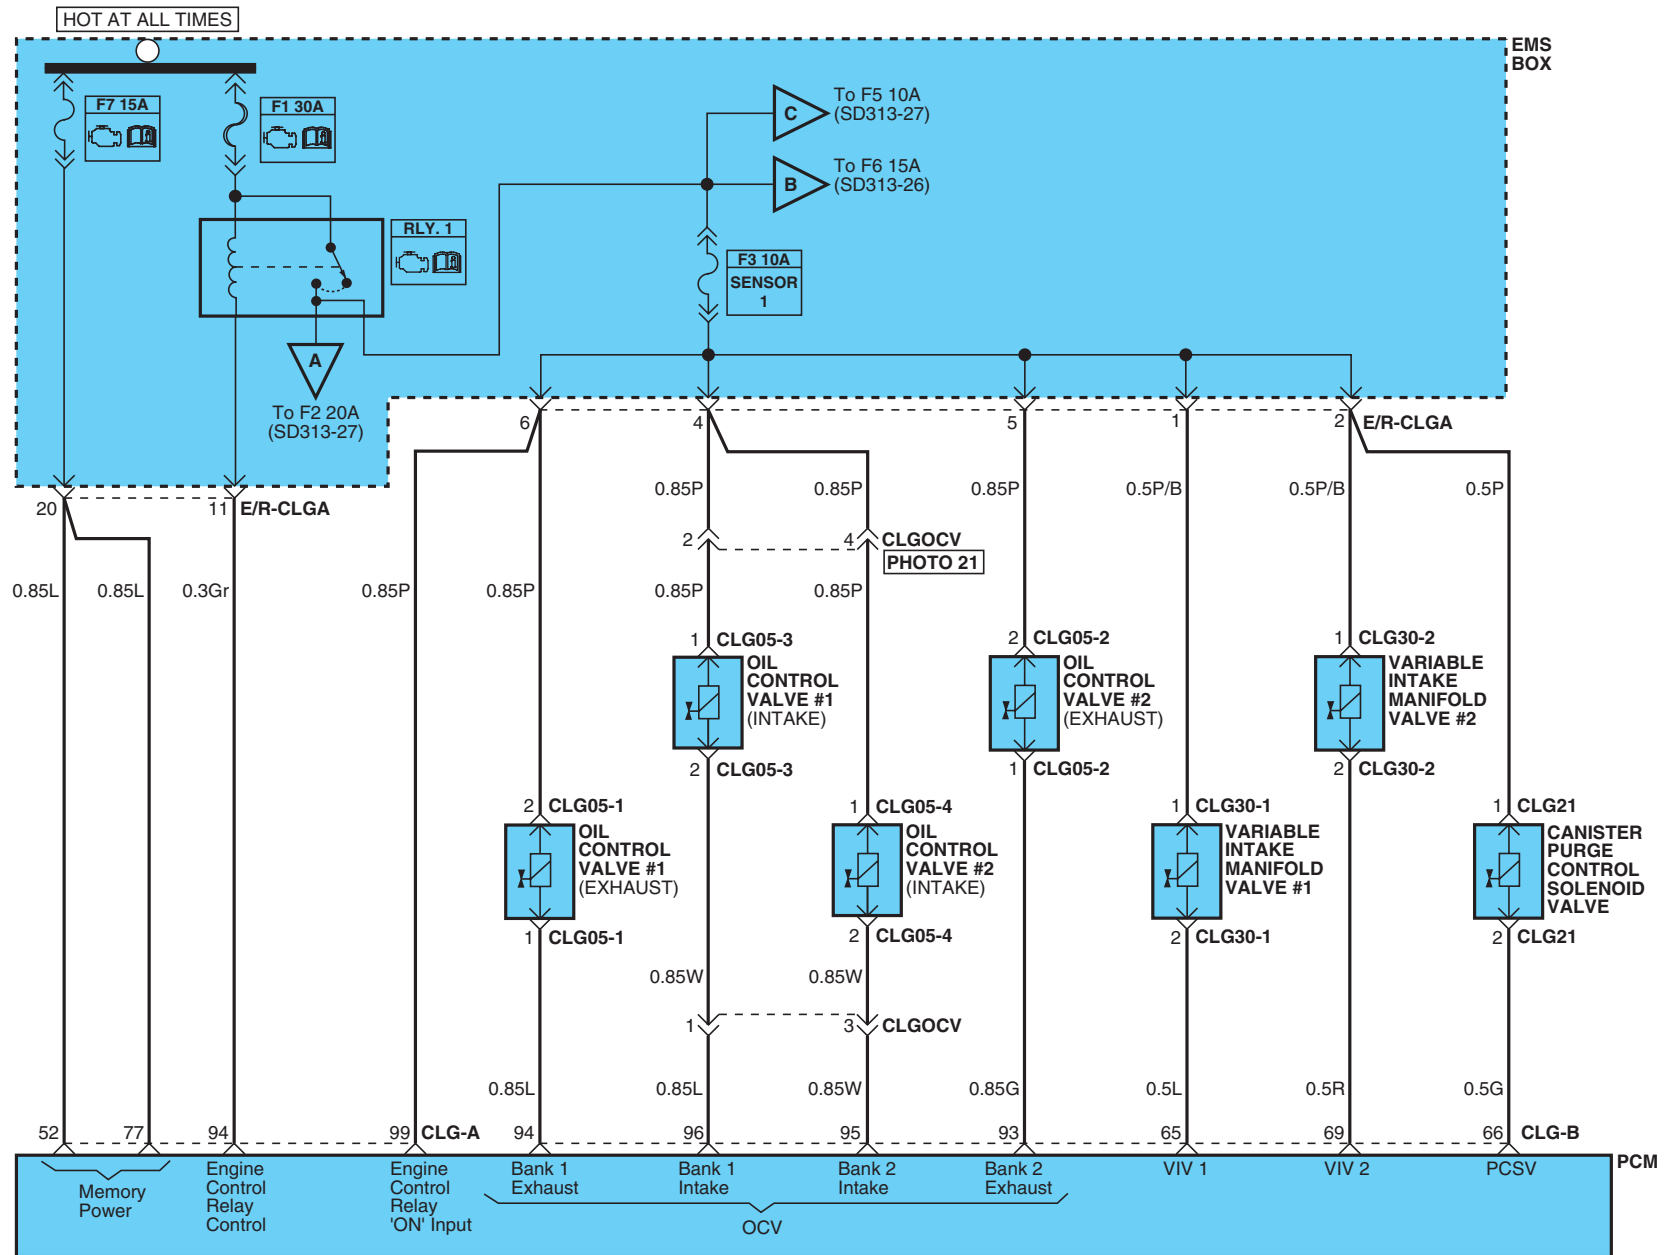 HOT AT ALL TIMES
EMS
BOX
F7 15A
F1 30A
C
To F5 10A
(SD313-27)
B
To F6 15A
(SD313-26)
RLY. 1
F3 10A
SENSOR
1
A
To F2 20A
(SD313-27)
6
4
5
1
2
E/R-CLGA
20
11
E/R-CLGA
0.85P
0.85P
0.85P
0.5P/B
0.5P/B
0.5P
2
4
CLGOCV
PHOTO 21
0.85L
0.85L
0.3Gr
0.85P
0.85P
0.85P
0.85P
1
CLG05-3
OIL
CONTROL
VALVE #1
(INTAKE)
2
CLG05-3
2
CLG05-2
OIL
CONTROL
VALVE #2
(EXHAUST)
1
CLG05-2
1
CLG30-2
VARIABLE
INTAKE
MANIFOLD
VALVE #2
2
CLG30-2
2
CLG05-1
OIL
CONTROL
VALVE #1
(EXHAUST)
1
CLG05-1
1
CLG05-4
OIL
CONTROL
VALVE #2
(INTAKE)
2
CLG05-4
1
CLG30-1
VARIABLE
INTAKE
MANIFOLD
VALVE #1
2
CLG30-1
1
CLG21
CANISTER
PURGE
CONTROL
SOLENOID
VALVE
2
CLG21
0.85W
0.85W
1
3
CLGOCV
0.85L
0.85L
0.85W
0.85G
0.5L
0.5R
0.5G
52
77
94
99
CLG-A
94
96
95
93
65
69
66
CLG-B
PCM
Memory
Power
Engine
Control
Relay
Control
Engine
Control
Relay
'ON' Input
Bank 1
Exhaust
Bank 1
Intake
Bank 2
Intake
Bank 2
Exhaust
OCV
VIV 1
VIV 2
PCSV